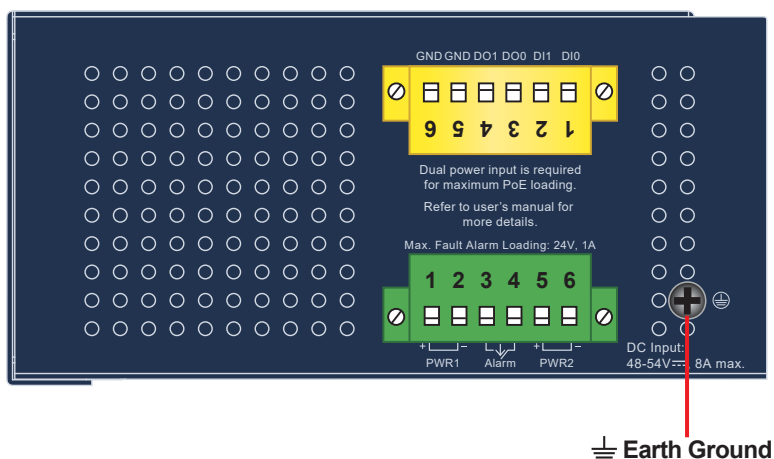 GND GND DO1 DO0 DI1 DI0
6 5 4 3 2 1
Dual power input is required
for maximum PoE loading.
Refer to user's manual for
more details.
Max. Fault Alarm Loading: 24V, 1A
1 2 3 4 5 6
+ − + −
PWR1 Alarm PWR2
DC Input:
48-54V⎓, 8A max.
Earth Ground